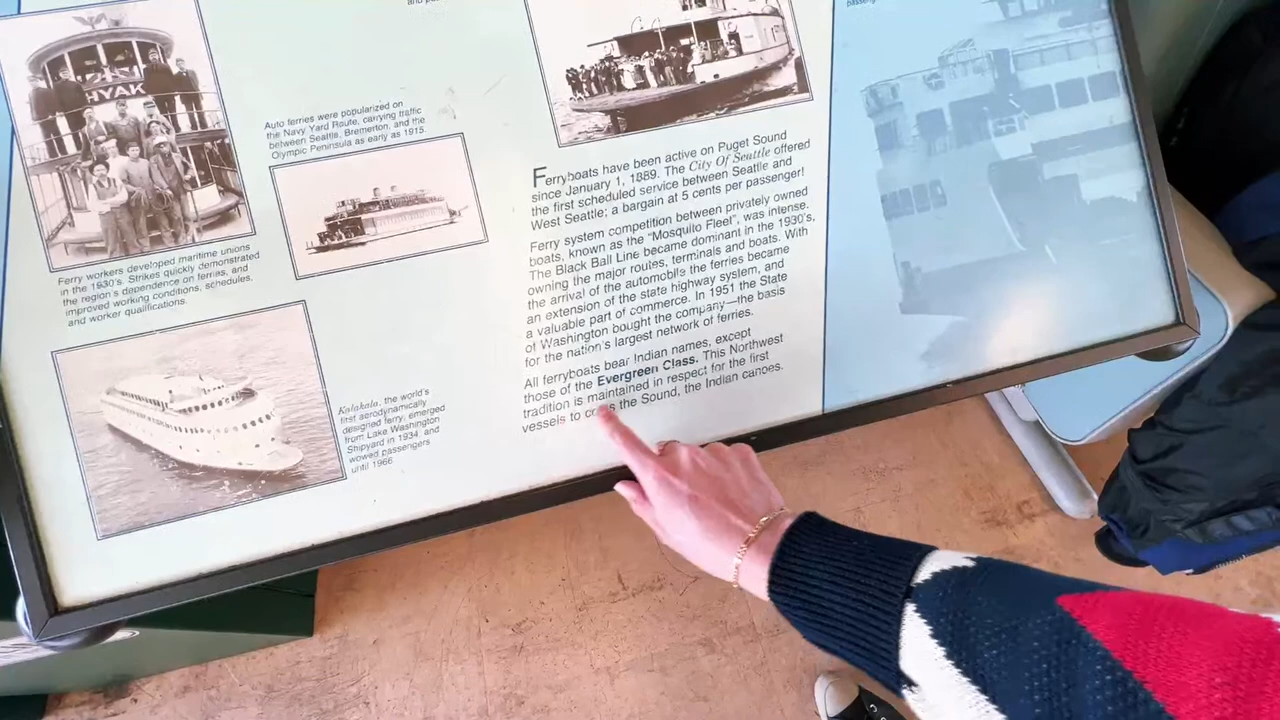 HYAK
Ferry workers developed maritime unions
in the 1930's. Strikes quickly demonstrated
the region's dependence on ferries, and
improved working conditions, schedules,
and worker qualifications.
Auto ferries were popularized on
the Navy Yard Route, carrying traffic
between Seattle, Bremerton, and the
Olympic Peninsula as early as 1915.
Kalakala, the world's
first aerodynamically
designed ferry, emerged
from Lake Washington
Shipyard in 1934, and
wowed passengers
until 1966.
Ferryboats have been active on Puget Sound
since January 1, 1889. The City Of Seattle offered
the first scheduled service between Seattle and
West Seattle; a bargain at 5 cents per passenger!
Ferry system competition between privately owned
boats, known as the "Mosquito Fleet", was intense.
The Black Ball Line became dominant in the 1930's,
owning the major routes, terminals and boats. With
the arrival of the automobile the ferries became
an extension of the state highway system, and
a valuable part of commerce. In 1951 the State
of Washington bought the company—the basis
for the nation's largest network of ferries.
All ferryboats bear Indian names, except
those of the Evergreen Class. This Northwest
tradition is maintained in respect for the first
vessels to the Sound, the Indian canoes.